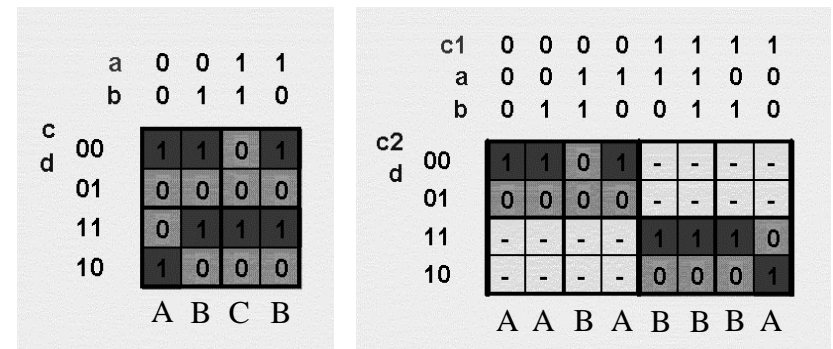 a 0 0 1 1
b 0 1 1 0
c
d
00 1 1 0 1
01 0 0 0 0
11 0 1 1 1
10 1 0 0 0
A B C B
c1 0 0 0 0 1 1 1 1
a 0 0 1 1 1 1 0 0
b 0 1 1 0 0 1 1 0
c2
d
00 1 1 0 1 - - - -
01 0 0 0 0 - - - -
11 - - - - 1 1 1 0
10 - - - - 0 0 0 1
A A B A B B B A